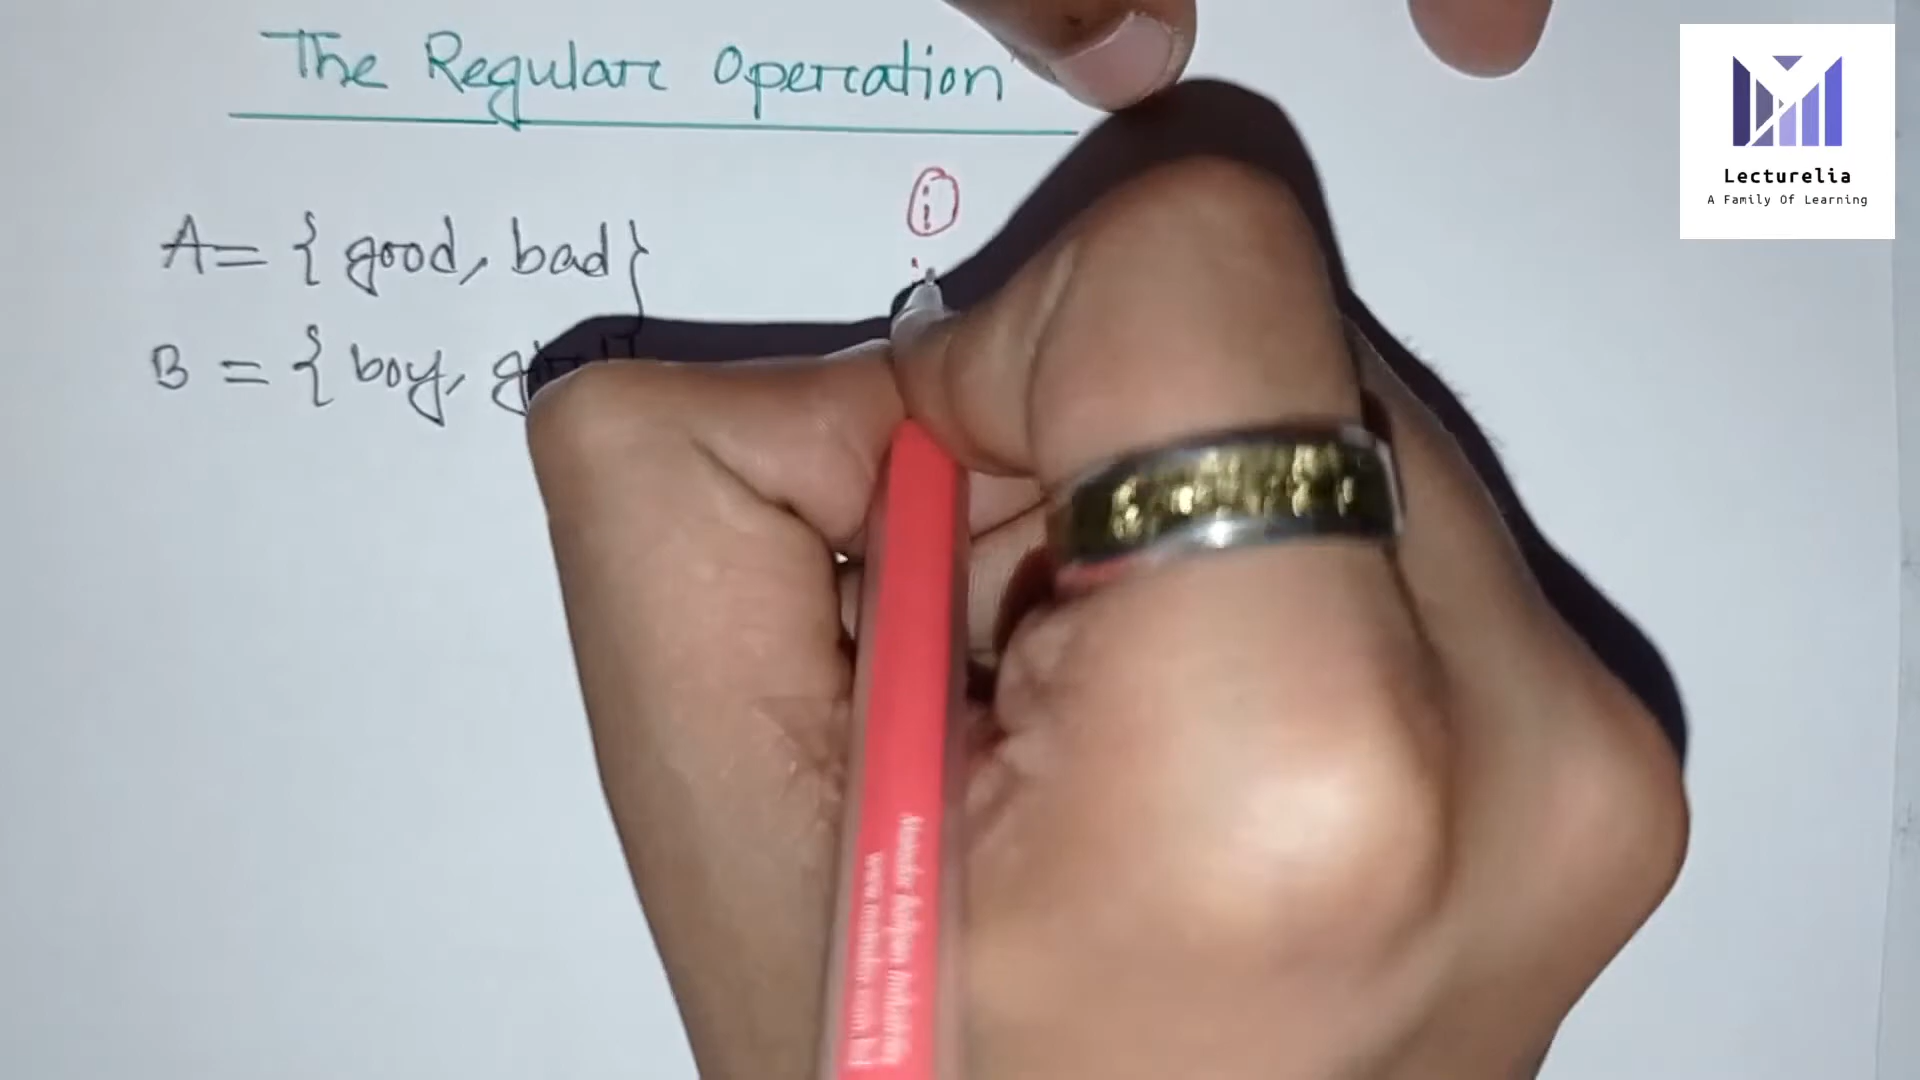 The Regular Operation
A = { good, bad}
i
B = { boy,
Lecturelia
A Family Of Learning